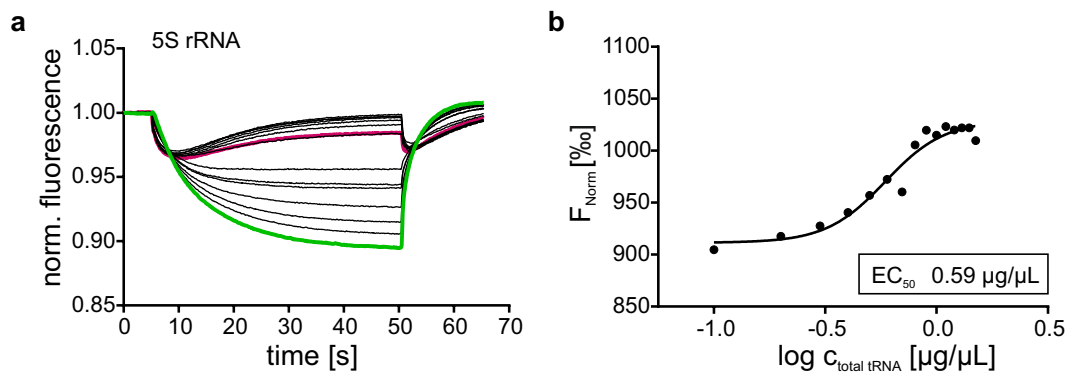 a
5S rRNA
norm. fluorescence
1.05
1.00
0.95
0.90
0.85
0 10 20 30 40 50 60 70
time [s]
b
F_Norm [‰]
1100
1050
1000
950
900
850
EC₅₀ 0.59 µg/µL
-1.0 -0.5 0.0 0.5
log c_total tRNA [µg/µL]